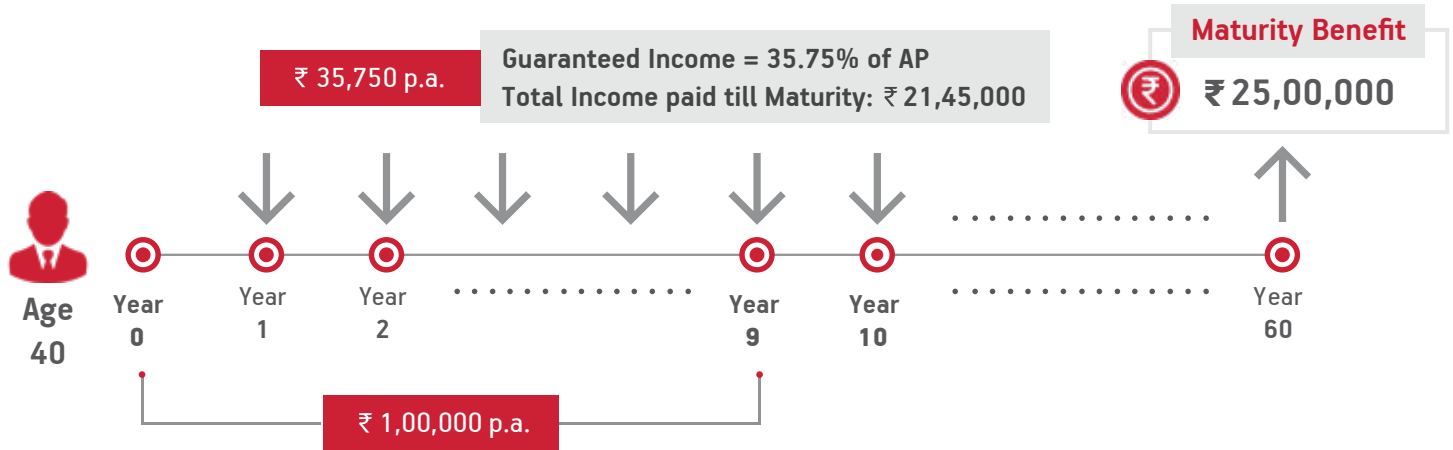 Maturity Benefit
₹ 25,00,000
₹ 35,750 p.a.
Guaranteed Income = 35.75% of AP
Total Income paid till Maturity: ₹ 21,45,000
Age
40
Year
0
Year
1
Year
2
Year
9
Year
10
Year
60
₹ 1,00,000 p.a.